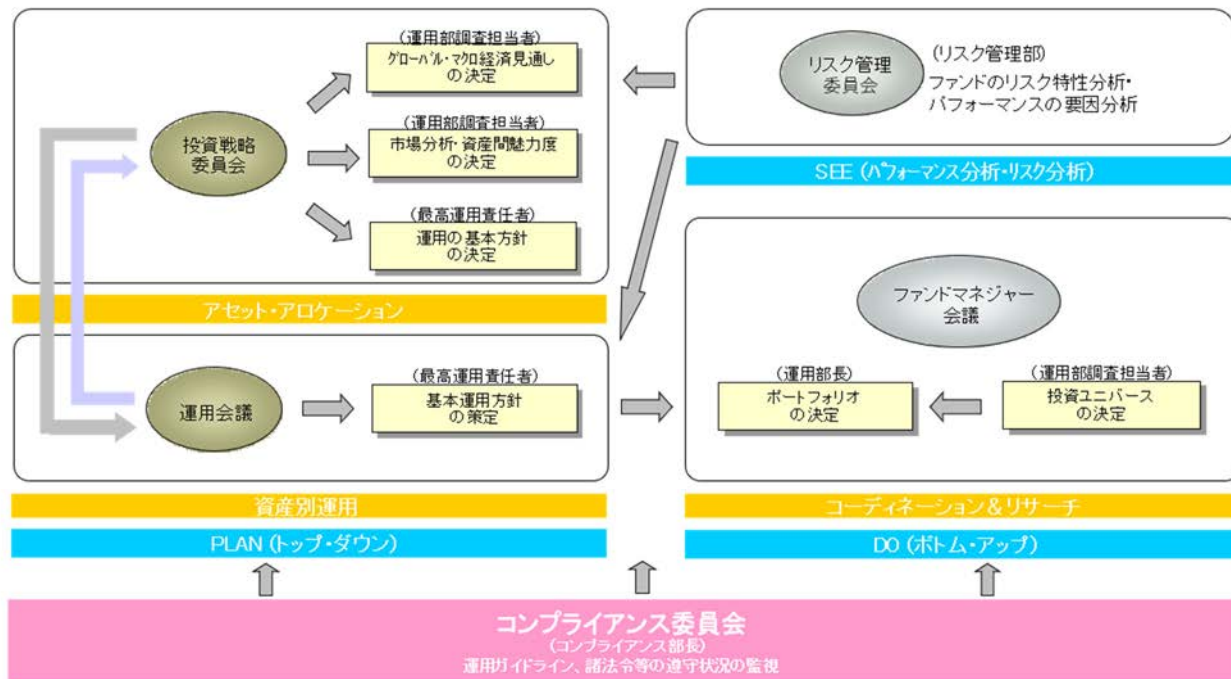 (運用部調査担当者)
グローバル・マクロ経済見通し
の決定
投資戦略
委員会
(運用部調査担当者)
市場分析・資産間魅力度
の決定
(最高運用責任者)
運用の基本方針
の決定
アセット・アロケーション
リスク管理
委員会
(リスク管理部)
ファンドのリスク特性分析・
パフォーマンスの要因分析
SEE (パフォーマンス分析・リスク分析)
運用会議
(最高運用責任者)
基本運用方針
の策定
資産別運用
PLAN (トップ・ダウン)
ファンドマネジャー
会議
(運用部長)
ポートフォリオ
の決定
(運用部調査担当者)
投資ユニバース
の決定
コーディネーション&リサーチ
DO (ボトム・アップ)
コンプライアンス委員会
(コンプライアンス部長)
運用ガイドライン、諸法令等の遵守状況の監視